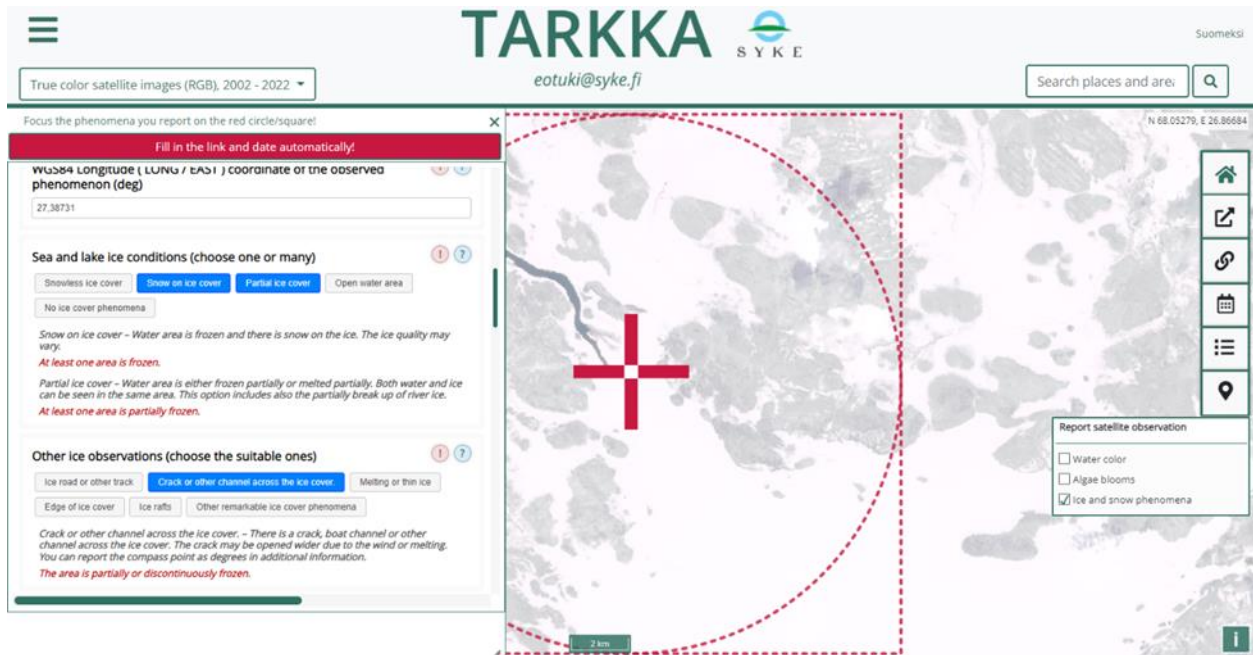 TARKKA
SYKE
Suomeksi
True color satellite images (RGB), 2002 - 2022
eotuki@syke.fi
Search places and area
Focus the phenomena you report on the red circle/square!
Fill in the link and date automatically!
N 68.05279, E 26.86684
WGS84 Longitude ( LONG / EAST ) coordinate of the observed
phenomenon (deg)
27,38731
Sea and lake ice conditions (choose one or many)
! ?
Snowless ice cover Snow on ice cover Partial ice cover Open water area
No ice cover phenomena
Snow on ice cover – Water area is frozen and there is snow on the ice. The ice quality may
vary.
At least one area is frozen.
Partial ice cover – Water area is either frozen partially or melted partially. Both water and ice
can be seen in the same area. This option includes also the partially break up of river ice.
At least one area is partially frozen.
Other ice observations (choose the suitable ones)
! ?
Ice road or other track Crack or other channel across the ice cover. Melting or thin ice
Edge of ice cover Ice rafts Other remarkable ice cover phenomena
Crack or other channel across the ice cover. – There is a crack, boat channel or other
channel across the ice cover. The crack may be opened wider due to the wind or melting.
You can report the compass point as degrees in additional information.
The area is partially or discontinuously frozen.
Report satellite observation
Water color
Algae blooms
Ice and snow phenomena
2 km
i